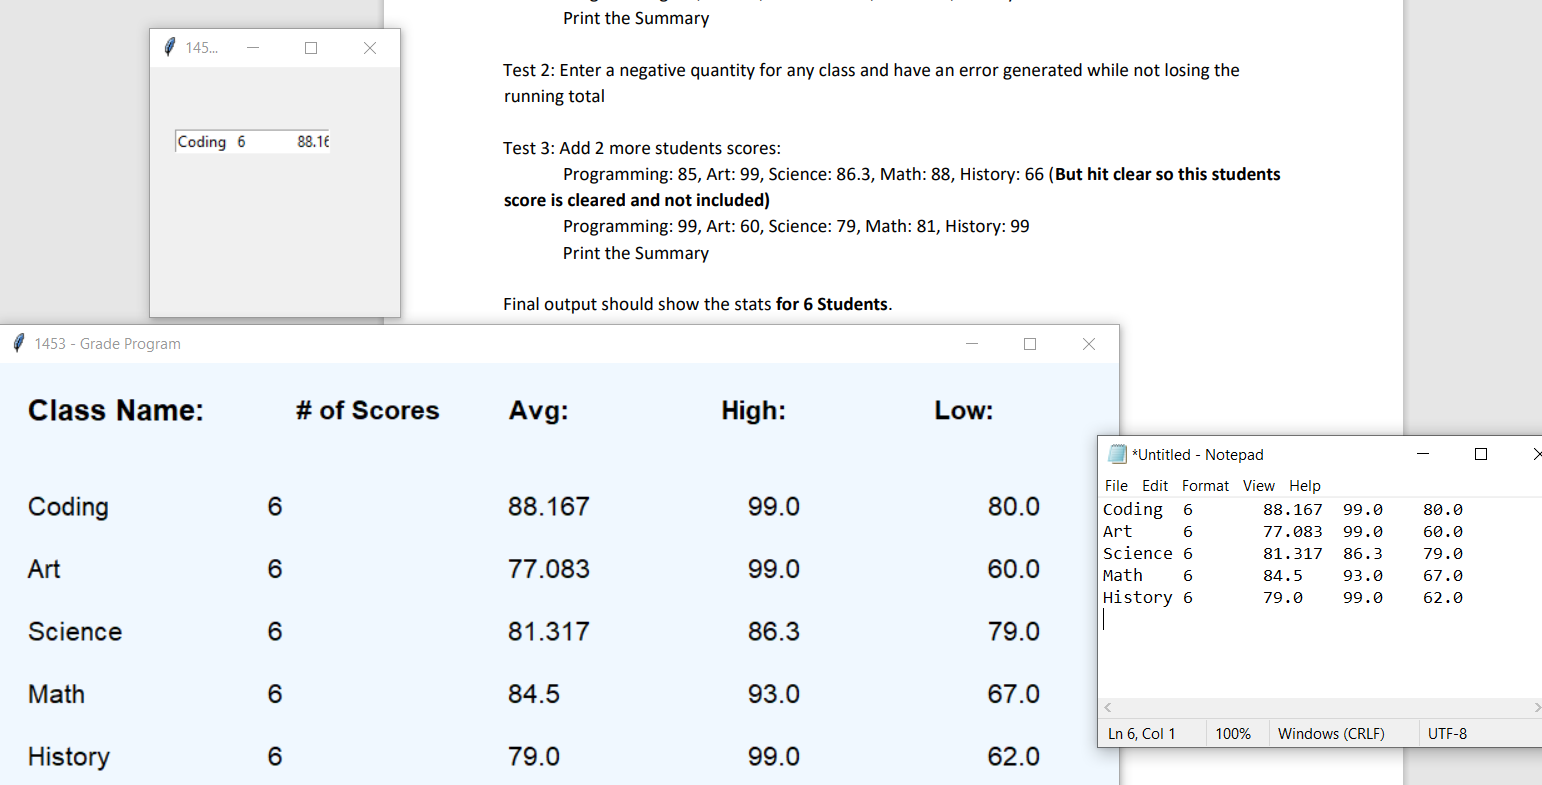 Print the Summary
Test 2: Enter a negative quantity for any class and have an error generated while not losing the
running total
Test 3: Add 2 more students scores:
Programming: 85, Art: 99, Science: 86.3, Math: 88, History: 66 (But hit clear so this students
score is cleared and not included)
Programming: 99, Art: 60, Science: 79, Math: 81, History: 99
Print the Summary
Final output should show the stats for 6 Students.
145...
Coding 6 88.16
1453 - Grade Program
Class Name: # of Scores Avg: High: Low:
Coding 6 88.167 99.0 80.0
Art 6 77.083 99.0 60.0
Science 6 81.317 86.3 79.0
Math 6 84.5 93.0 67.0
History 6 79.0 99.0 62.0
*Untitled - Notepad
File Edit Format View Help
Coding 6 88.167 99.0 80.0
Art 6 77.083 99.0 60.0
Science 6 81.317 86.3 79.0
Math 6 84.5 93.0 67.0
History 6 79.0 99.0 62.0
Ln 6, Col 1 100% Windows (CRLF) UTF-8